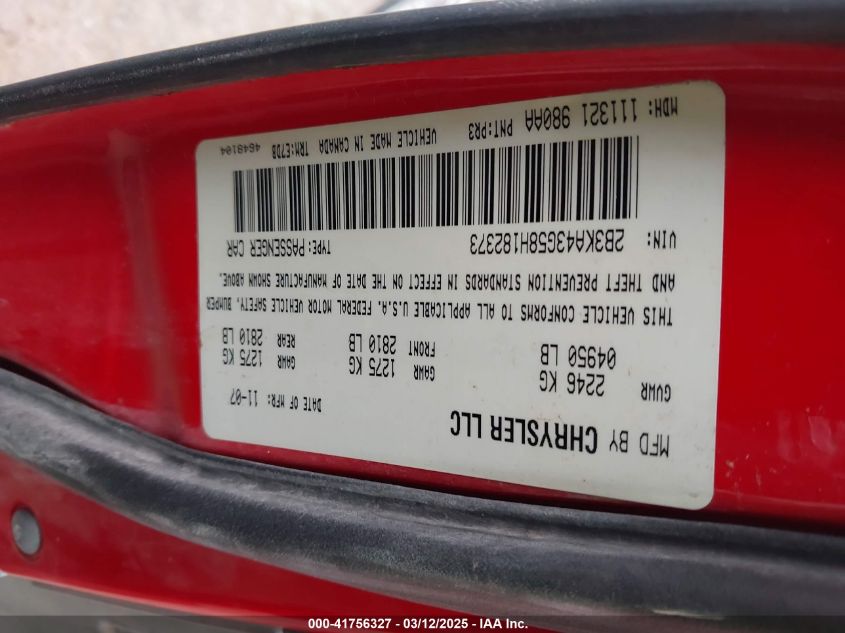 MFD BY CHRYSLER LLC
DATE OF MFR: 11-07
GVWR
2246 KG
04950 LB
GAWR 1275 KG
FRONT 2810 LB
GAWR 1275 KG
REAR 2810 LB
THIS VEHICLE CONFORMS TO ALL APPLICABLE U.S.A. FEDERAL MOTOR VEHICLE SAFETY, BUMPER
AND THEFT PREVENTION STANDARDS IN EFFECT ON THE DATE OF MANUFACTURE SHOWN ABOVE.
VIN: 2B3KA43G58H182373 TYPE: PASSENGER CAR
MDH: 111321 980AA PNT:PR3 VEHICLE MADE IN CANADA TRM:E7DB 4648104
000-41756327 - 03/12/2025 - IAA Inc.